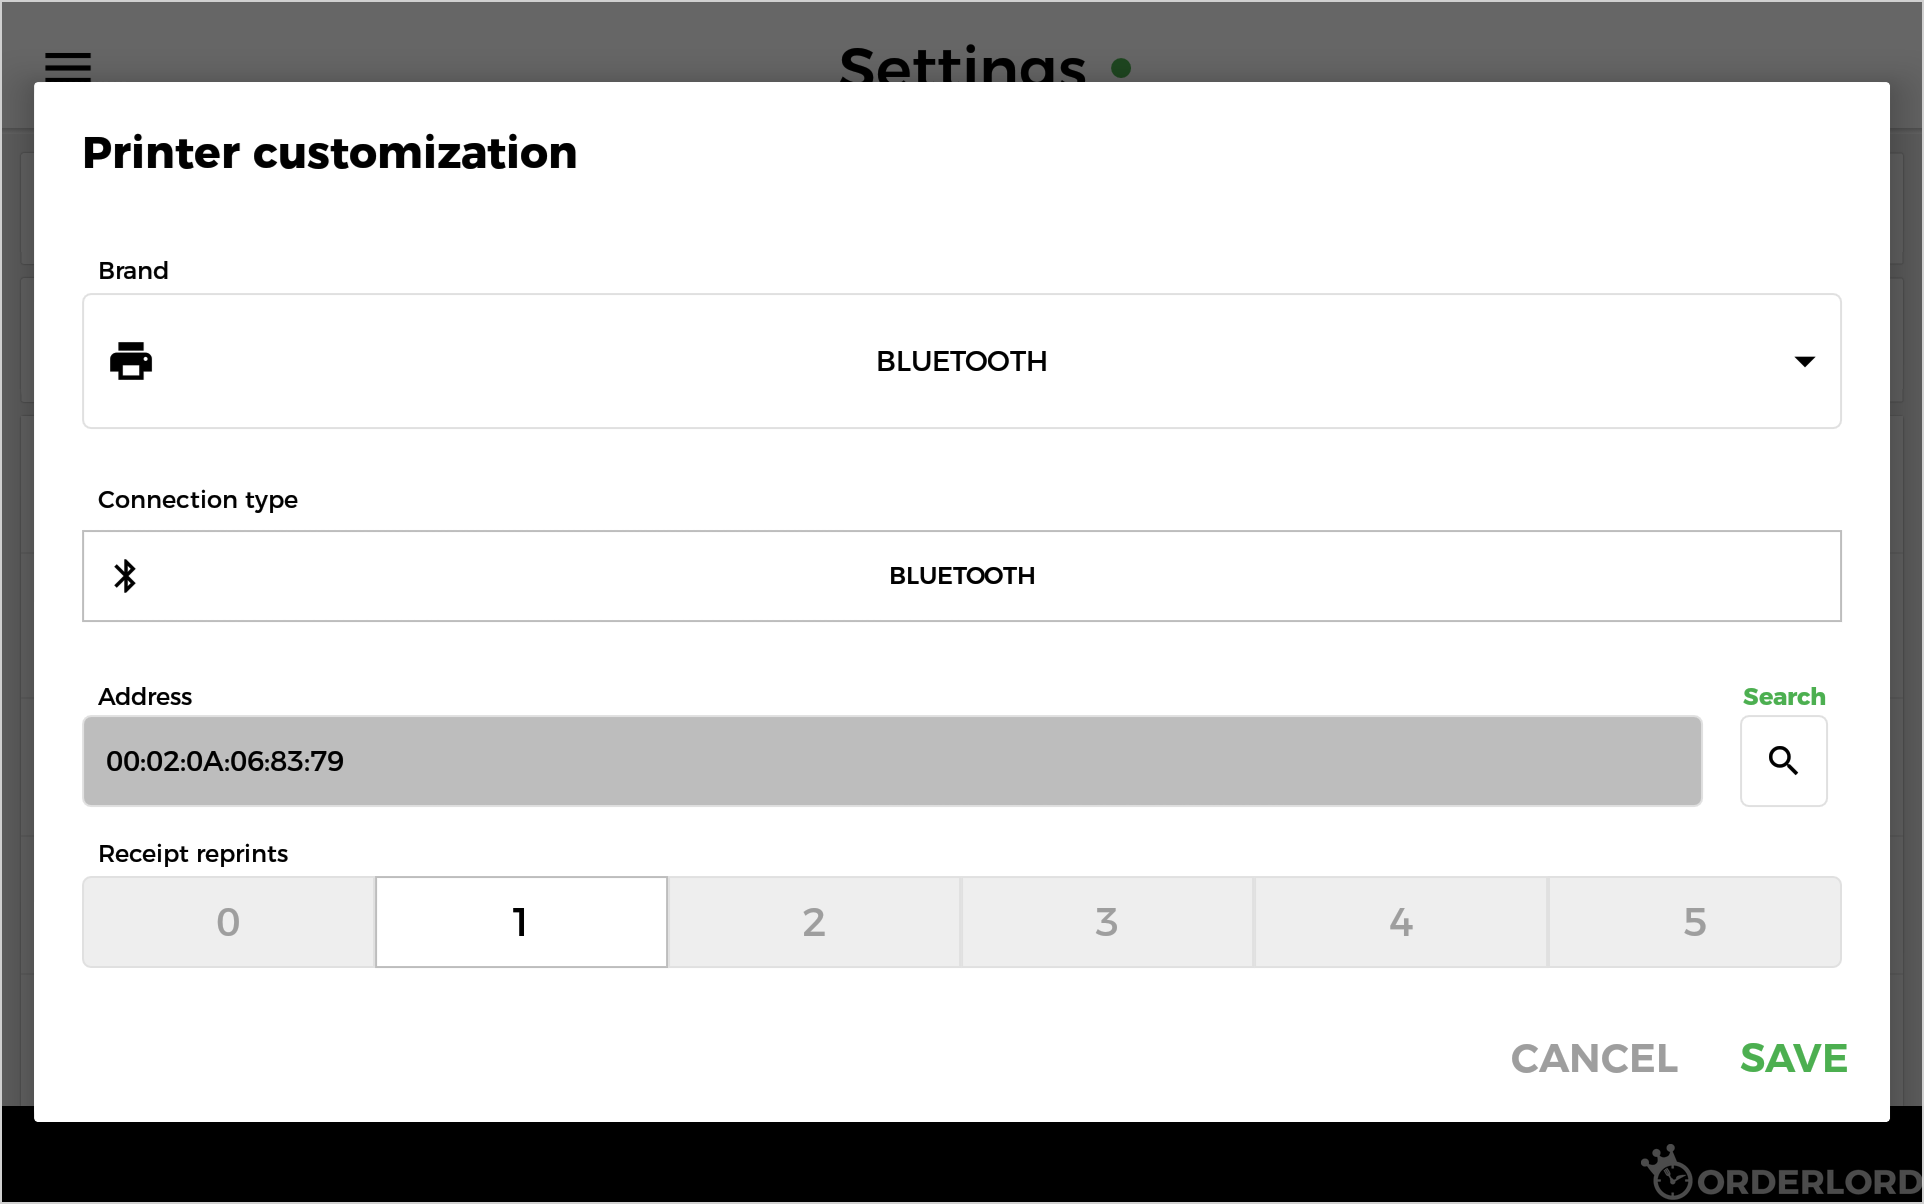 Settings
Printer customization
Brand
BLUETOOTH
Connection type
BLUETOOTH
Address
Search
00:02:0A:06:83:79
Receipt reprints
0 1 2 3 4 5
CANCEL SAVE
ORDERLORD